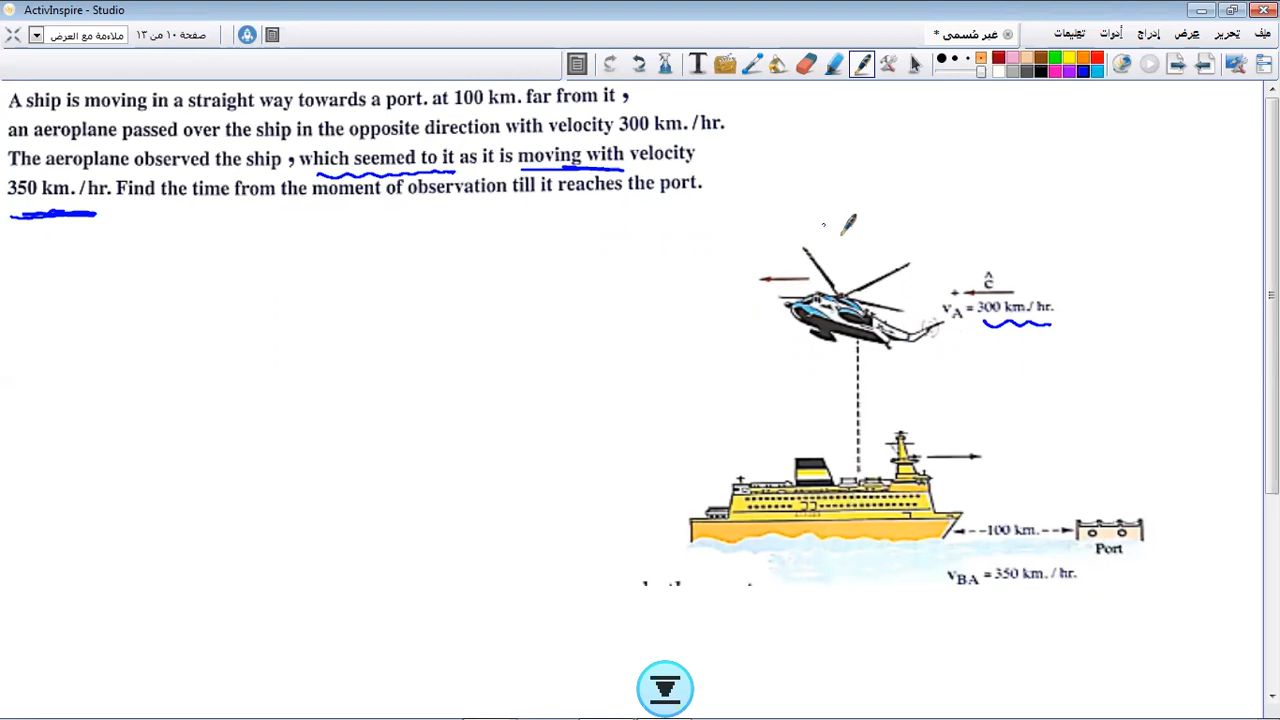 ActivInspire - Studio
ملاءمة مع العرض
صفحة ١٠ من ١٣
غير مُسمى *
ملف تحرير عرض إدراج أدوات تعليمات
A ship is moving in a straight way towards a port. at 100 km. far from it ,
an aeroplane passed over the ship in the opposite direction with velocity 300 km./hr.
The aeroplane observed the ship , which seemed to it as it is moving with velocity
350 km./hr. Find the time from the moment of observation till it reaches the port.
Ĉ
+
V_A = 300 km./hr.
100 km.
Port
V_BA = 350 km./hr.